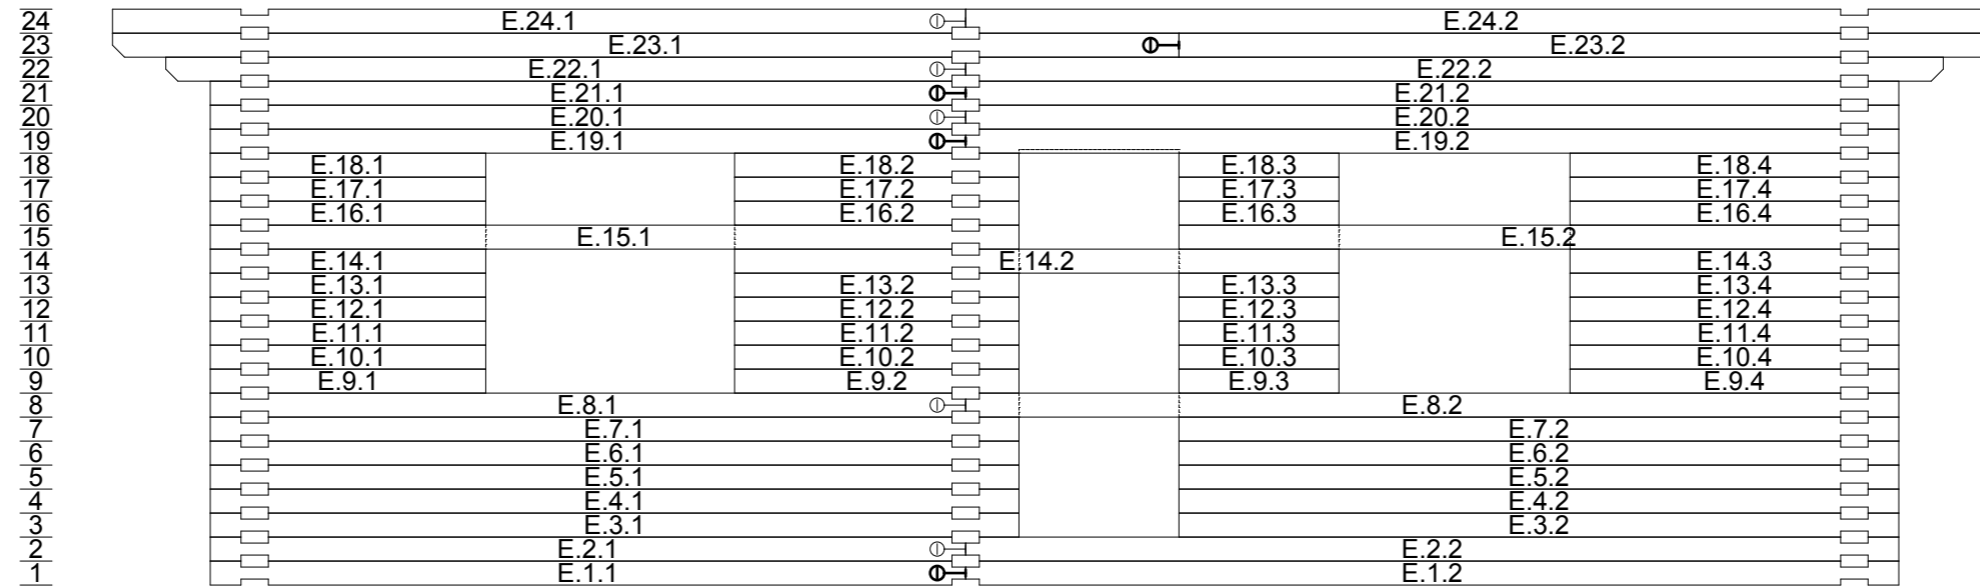 24 E.24.1 E.24.2
23 E.23.1 E.23.2
22 E.22.1 E.22.2
21 E.21.1 E.21.2
20 E.20.1 E.20.2
19 E.19.1 E.19.2
18 E.18.1 E.18.2 E.18.3 E.18.4
17 E.17.1 E.17.2 E.17.3 E.17.4
16 E.16.1 E.16.2 E.16.3 E.16.4
15 E.15.1 E.15.2
14 E.14.1 E.14.2 E.14.3
13 E.13.1 E.13.2 E.13.3 E.13.4
12 E.12.1 E.12.2 E.12.3 E.12.4
11 E.11.1 E.11.2 E.11.3 E.11.4
10 E.10.1 E.10.2 E.10.3 E.10.4
9 E.9.1 E.9.2 E.9.3 E.9.4
8 E.8.1 E.8.2
7 E.7.1 E.7.2
6 E.6.1 E.6.2
5 E.5.1 E.5.2
4 E.4.1 E.4.2
3 E.3.1 E.3.2
2 E.2.1 E.2.2
1 E.1.1 E.1.2